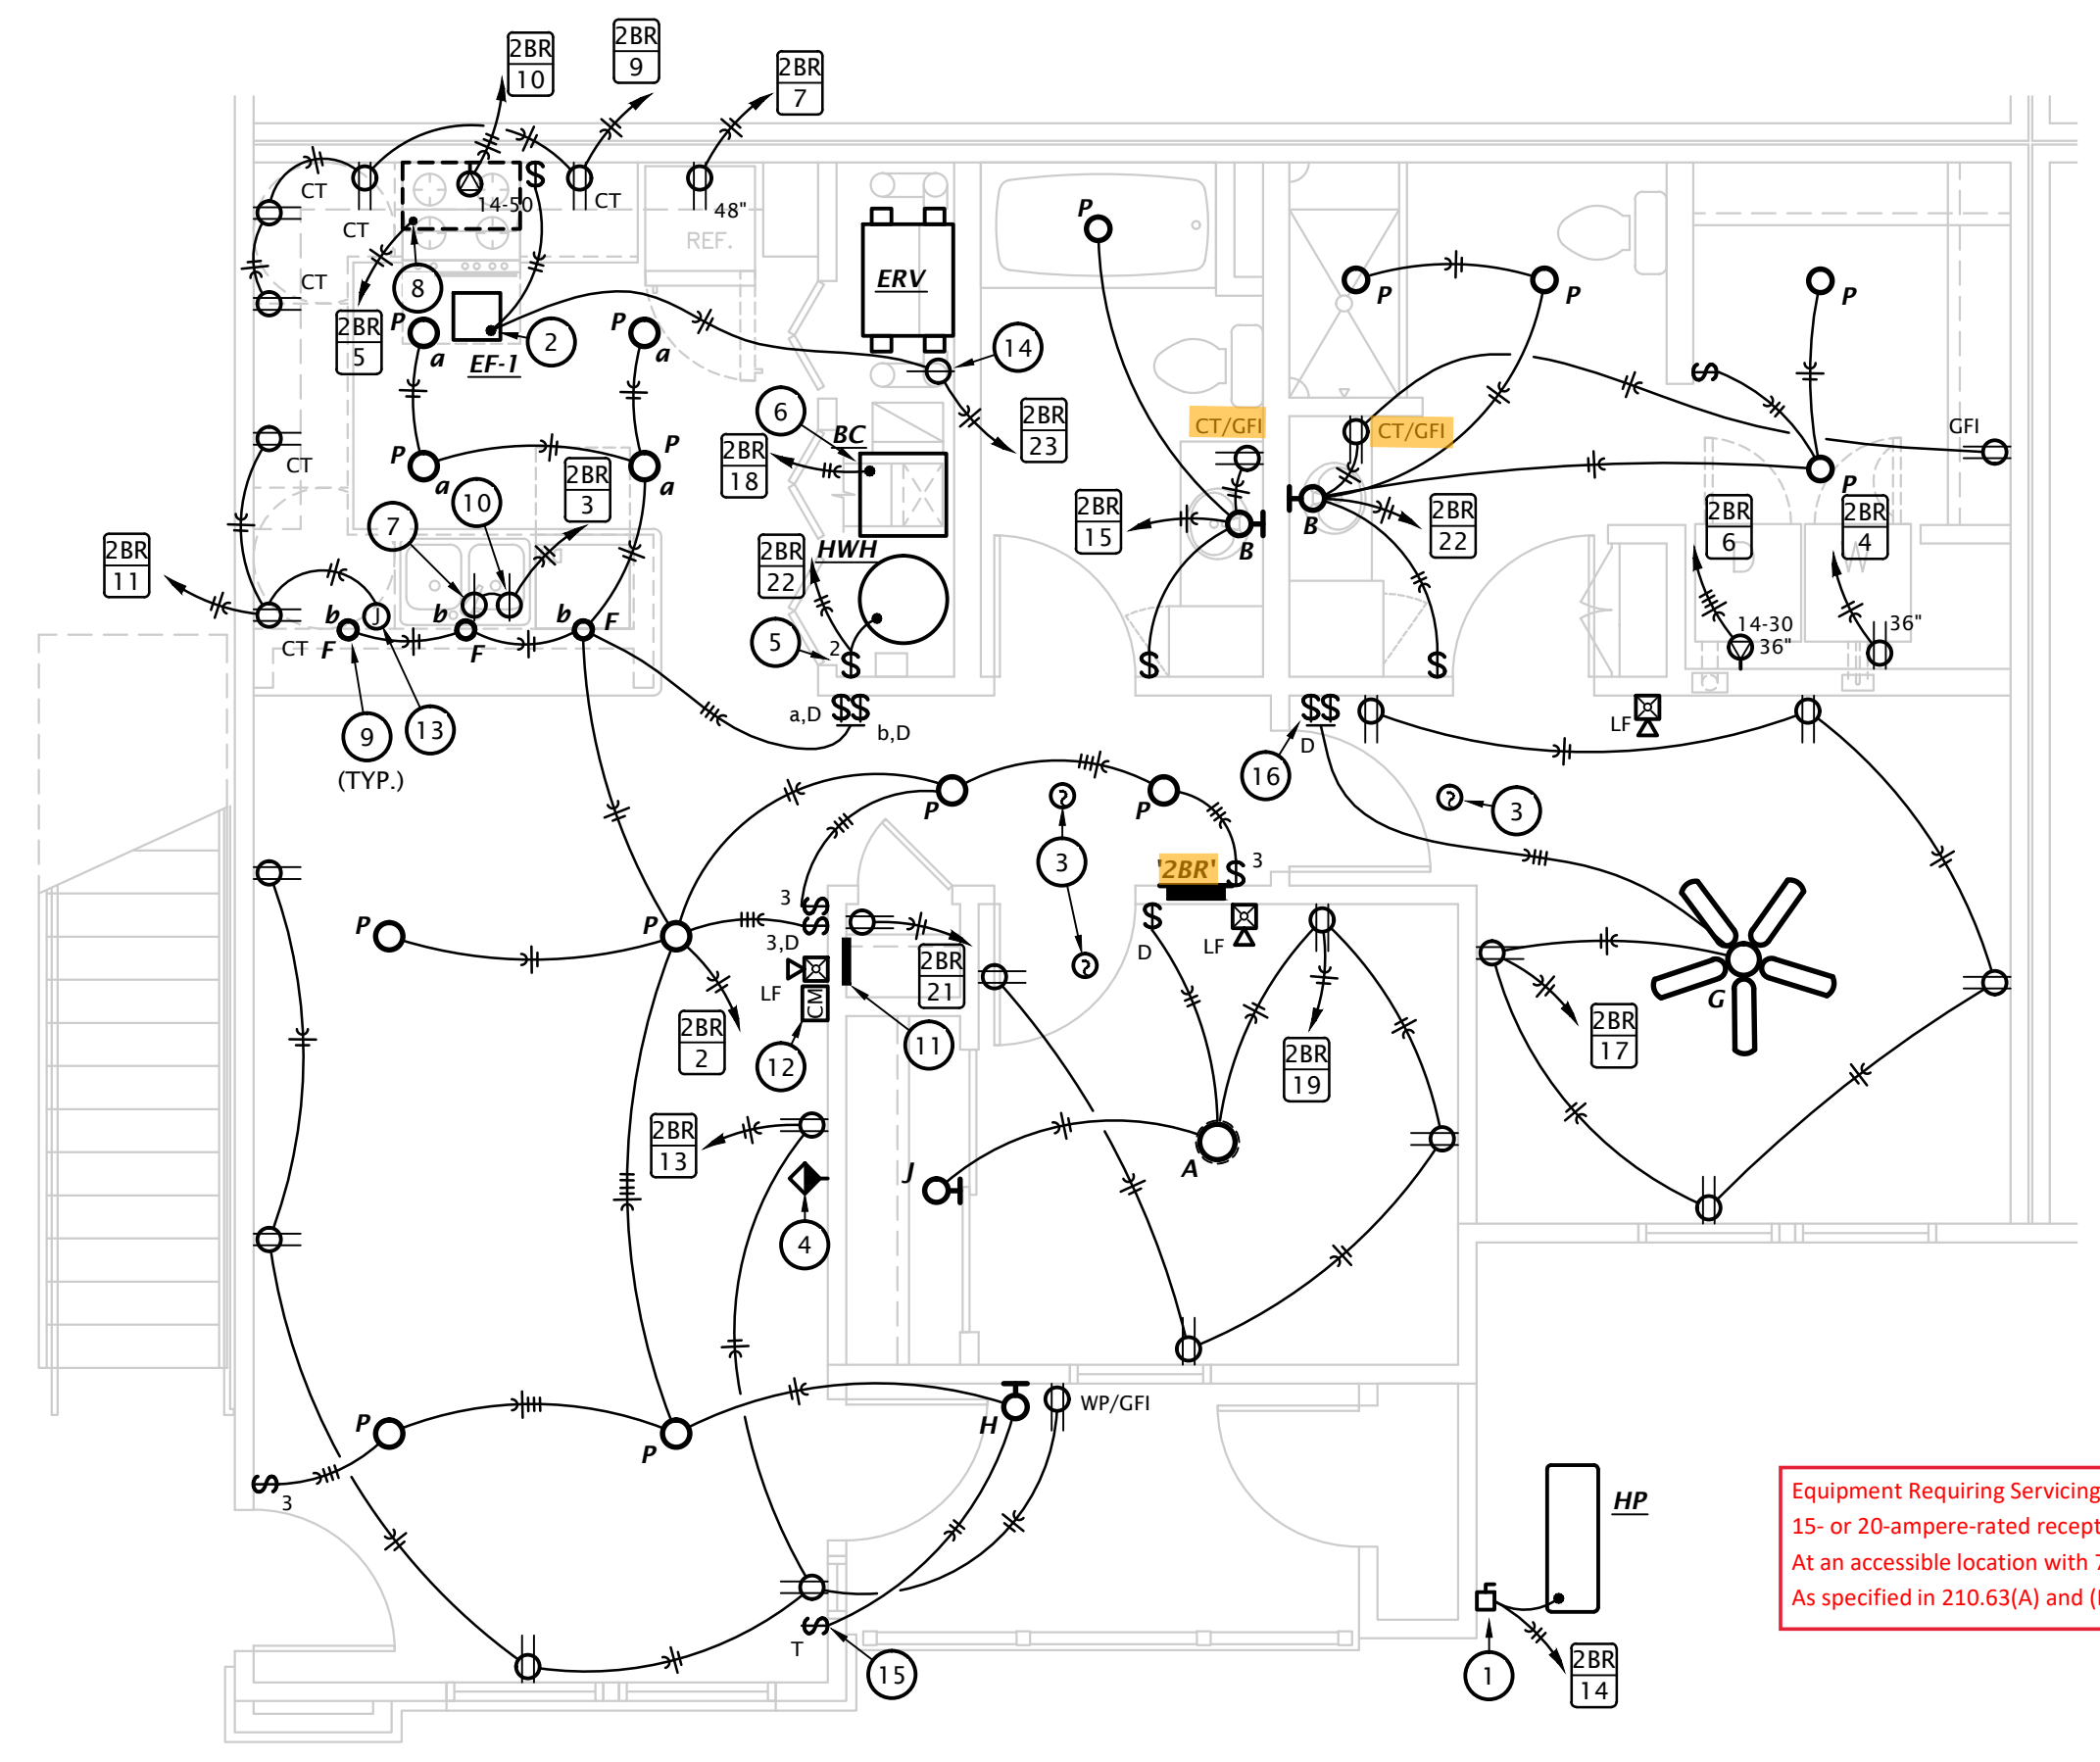 2BR
10
2BR
9
2BR
7
CT
CT
CT
14-50
CT
48"
REF.
ERV
P
P
P
P
8
2BR
5
P
a
EF-1
2
P
a
14
6
BC
2BR
18
2BR
23
CT/GFI
CT/GFI
GFI
CT
P
a
P
a
10
2BR
3
7
2BR
15
B
B
2BR
22
P
2BR
6
2BR
4
D
W
2BR
11
2BR
22
HWH
14-30
36"
36"
J
b
F
b
F
b
F
CT
5
2
9
(TYP.)
13
a,D
b,D
D
16
LF
P
P
3
3
'2BR'
3
3
3,D
P
P
LF
CM
12
2BR
2
2BR
21
11
D
LF
2BR
19
G
2BR
17
2BR
13
4
J
A
P
P
H
WP/GFI
3
HP
T
15
1
2BR
14
Equipment Requiring Servicing
15- or 20-ampere-rated recept
At an accessible location with 7
As specified in 210.63(A) and (